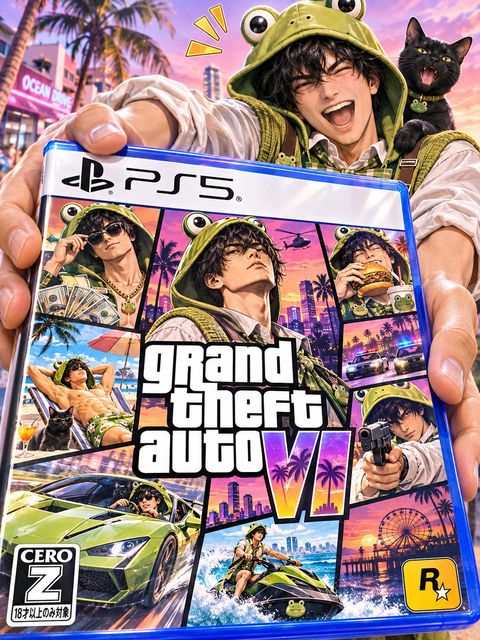 OCEAN DRIVE
PS5
grand
theft
auto VI
CERO
Z
18才以上のみ対象
R